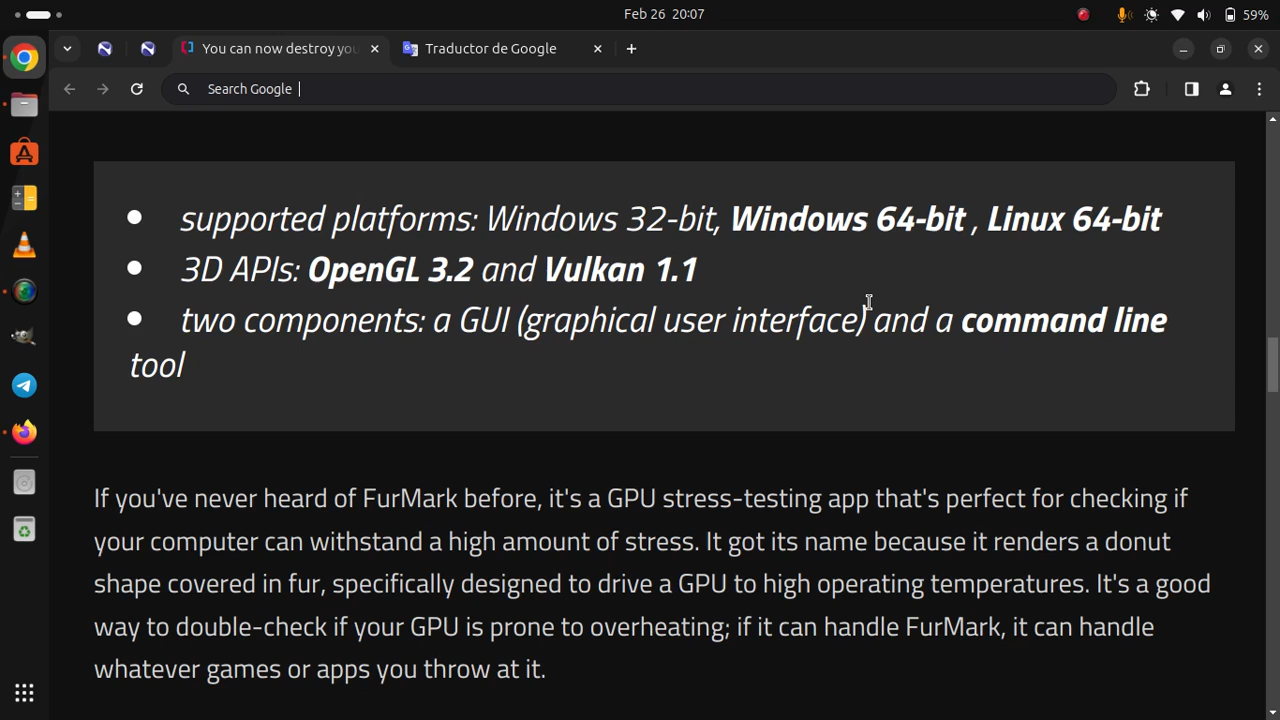 Feb 26 20:07
59%
You can now destroy you
Traductor de Google
Search Google
supported platforms: Windows 32-bit, Windows 64-bit , Linux 64-bit
3D APIs: OpenGL 3.2 and Vulkan 1.1
two components: a GUI (graphical user interface) and a command line
tool
If you've never heard of FurMark before, it's a GPU stress-testing app that's perfect for checking if
your computer can withstand a high amount of stress. It got its name because it renders a donut
shape covered in fur, specifically designed to drive a GPU to high operating temperatures. It's a good
way to double-check if your GPU is prone to overheating; if it can handle FurMark, it can handle
whatever games or apps you throw at it.